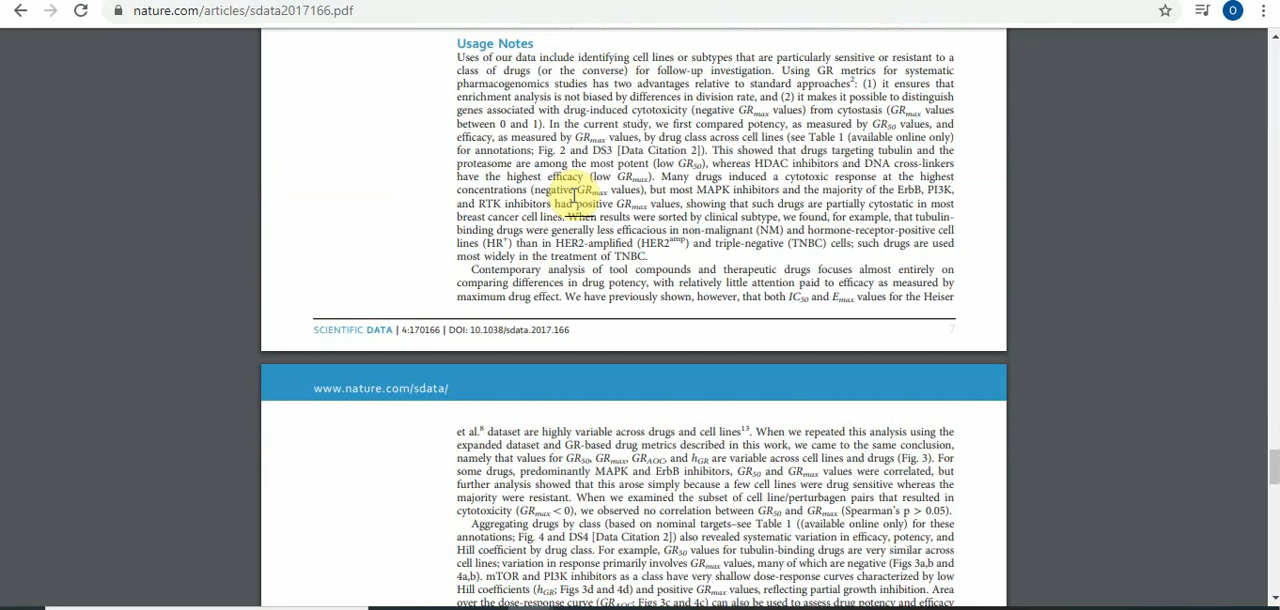 nature.com/articles/sdata2017166.pdf
O
Usage Notes
Uses of our data include identifying cell lines or subtypes that are particularly sensitive or resistant to a
class of drugs (or the converse) for follow-up investigation. Using GR metrics for systematic
pharmacogenomics studies has two advantages relative to standard approaches2: (1) it ensures that
enrichment analysis is not biased by differences in division rate, and (2) it makes it possible to distinguish
genes associated with drug-induced cytotoxicity (negative GRmax values) from cytostasis (GRmax values
between 0 and 1). In the current study, we first compared potency, as measured by GR50 values, and
efficacy, as measured by GRmax values, by drug class across cell lines (see Table 1 (available online only)
for annotations; Fig. 2 and DS3 [Data Citation 2]). This showed that drugs targeting tubulin and the
proteasome are among the most potent (low GR50), whereas HDAC inhibitors and DNA cross-linkers
have the highest efficacy (low GRmax). Many drugs induced a cytotoxic response at the highest
concentrations (negative GRmax values), but most MAPK inhibitors and the majority of the ErbB, PI3K,
and RTK inhibitors had positive GRmax values, showing that such drugs are partially cytostatic in most
breast cancer cell lines. When results were sorted by clinical subtype, we found, for example, that tubulin-
binding drugs were generally less efficacious in non-malignant (NM) and hormone-receptor-positive cell
lines (HR+) than in HER2-amplified (HER2amp) and triple-negative (TNBC) cells; such drugs are used
most widely in the treatment of TNBC.
Contemporary analysis of tool compounds and therapeutic drugs focuses almost entirely on
comparing differences in drug potency, with relatively little attention paid to efficacy as measured by
maximum drug effect. We have previously shown, however, that both IC50 and Emax values for the Heiser
SCIENTIFIC DATA | 4:170166 | DOI: 10.1038/sdata.2017.166
7
www.nature.com/sdata/
et al.8 dataset are highly variable across drugs and cell lines13. When we repeated this analysis using the
expanded dataset and GR-based drug metrics described in this work, we came to the same conclusion,
namely that values for GR50, GRmax, GRAOC, and hGR are variable across cell lines and drugs (Fig. 3). For
some drugs, predominantly MAPK and ErbB inhibitors, GR50 and GRmax values were correlated, but
further analysis showed that this arose simply because a few cell lines were drug sensitive whereas the
majority were resistant. When we examined the subset of cell line/perturbagen pairs that resulted in
cytotoxicity (GRmax < 0), we observed no correlation between GR50 and GRmax (Spearman's p > 0.05).
Aggregating drugs by class (based on nominal targets–see Table 1 ((available online only) for these
annotations; Fig. 4 and DS4 [Data Citation 2]) also revealed systematic variation in efficacy, potency, and
Hill coefficient by drug class. For example, GR50 values for tubulin-binding drugs are very similar across
cell lines; variation in response primarily involves GRmax values, many of which are negative (Figs 3a,b and
4a,b). mTOR and PI3K inhibitors as a class have very shallow dose-response curves characterized by low
Hill coefficients (hGR; Figs 3d and 4d) and positive GRmax values, reflecting partial growth inhibition. Area
over the dose-response curve (GRAOC; Figs 3c and 4c) can also be used to assess drug potency and efficacy